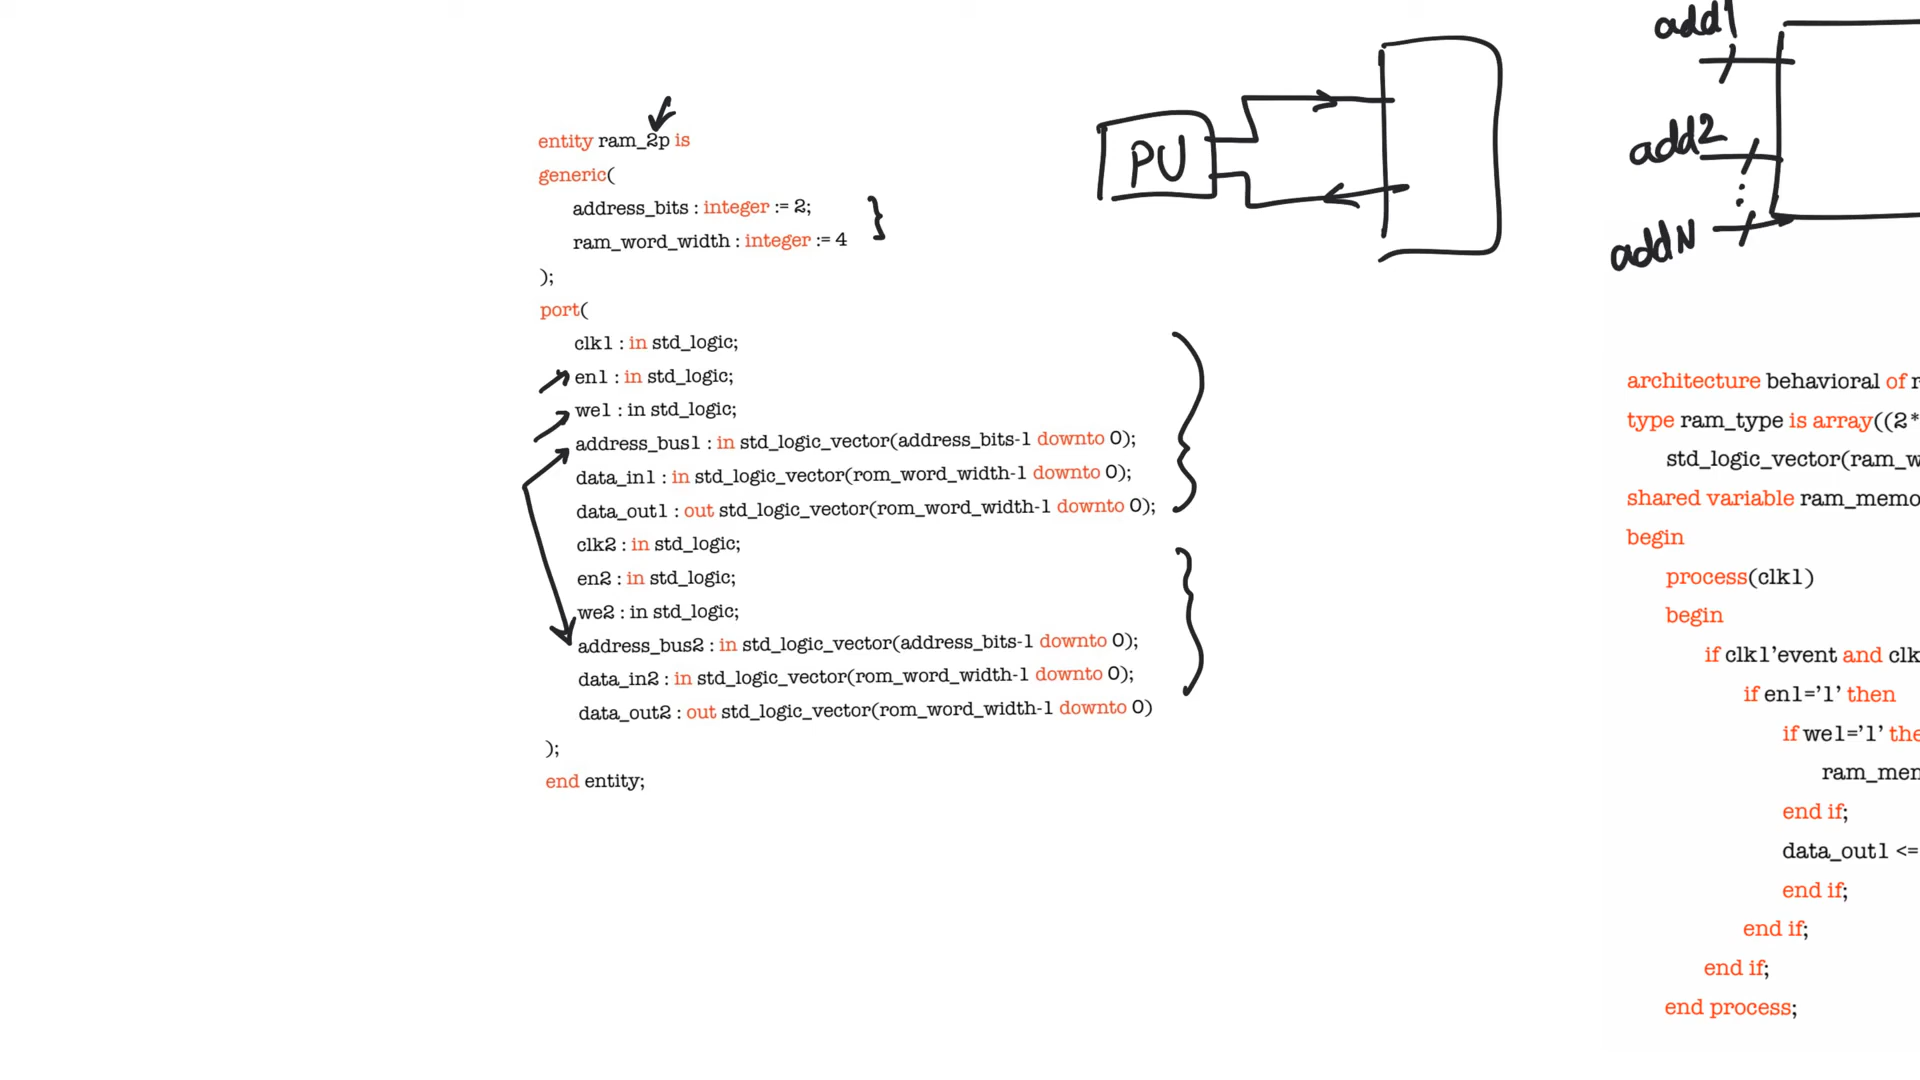 entity ram_2p is
generic(
address_bits : integer := 2;
ram_word_width : integer := 4
);
port(
clk1 : in std_logic;
en1 : in std_logic;
we1 : in std_logic;
address_bus1 : in std_logic_vector(address_bits-1 downto 0);
data_in1 : in std_logic_vector(rom_word_width-1 downto 0);
data_out1 : out std_logic_vector(rom_word_width-1 downto 0);
clk2 : in std_logic;
en2 : in std_logic;
we2 : in std_logic;
address_bus2 : in std_logic_vector(address_bits-1 downto 0);
data_in2 : in std_logic_vector(rom_word_width-1 downto 0);
data_out2 : out std_logic_vector(rom_word_width-1 downto 0)
);
end entity;
PU
add1
add2
addN
architecture behavioral of r
type ram_type is array((2*
std_logic_vector(ram_w
shared variable ram_memo
begin
process(clk1)
begin
if clk1'event and clk
if en1='1' then
if we1='1' the
ram_mem
end if;
data_out1 <=
end if;
end if;
end if;
end process;